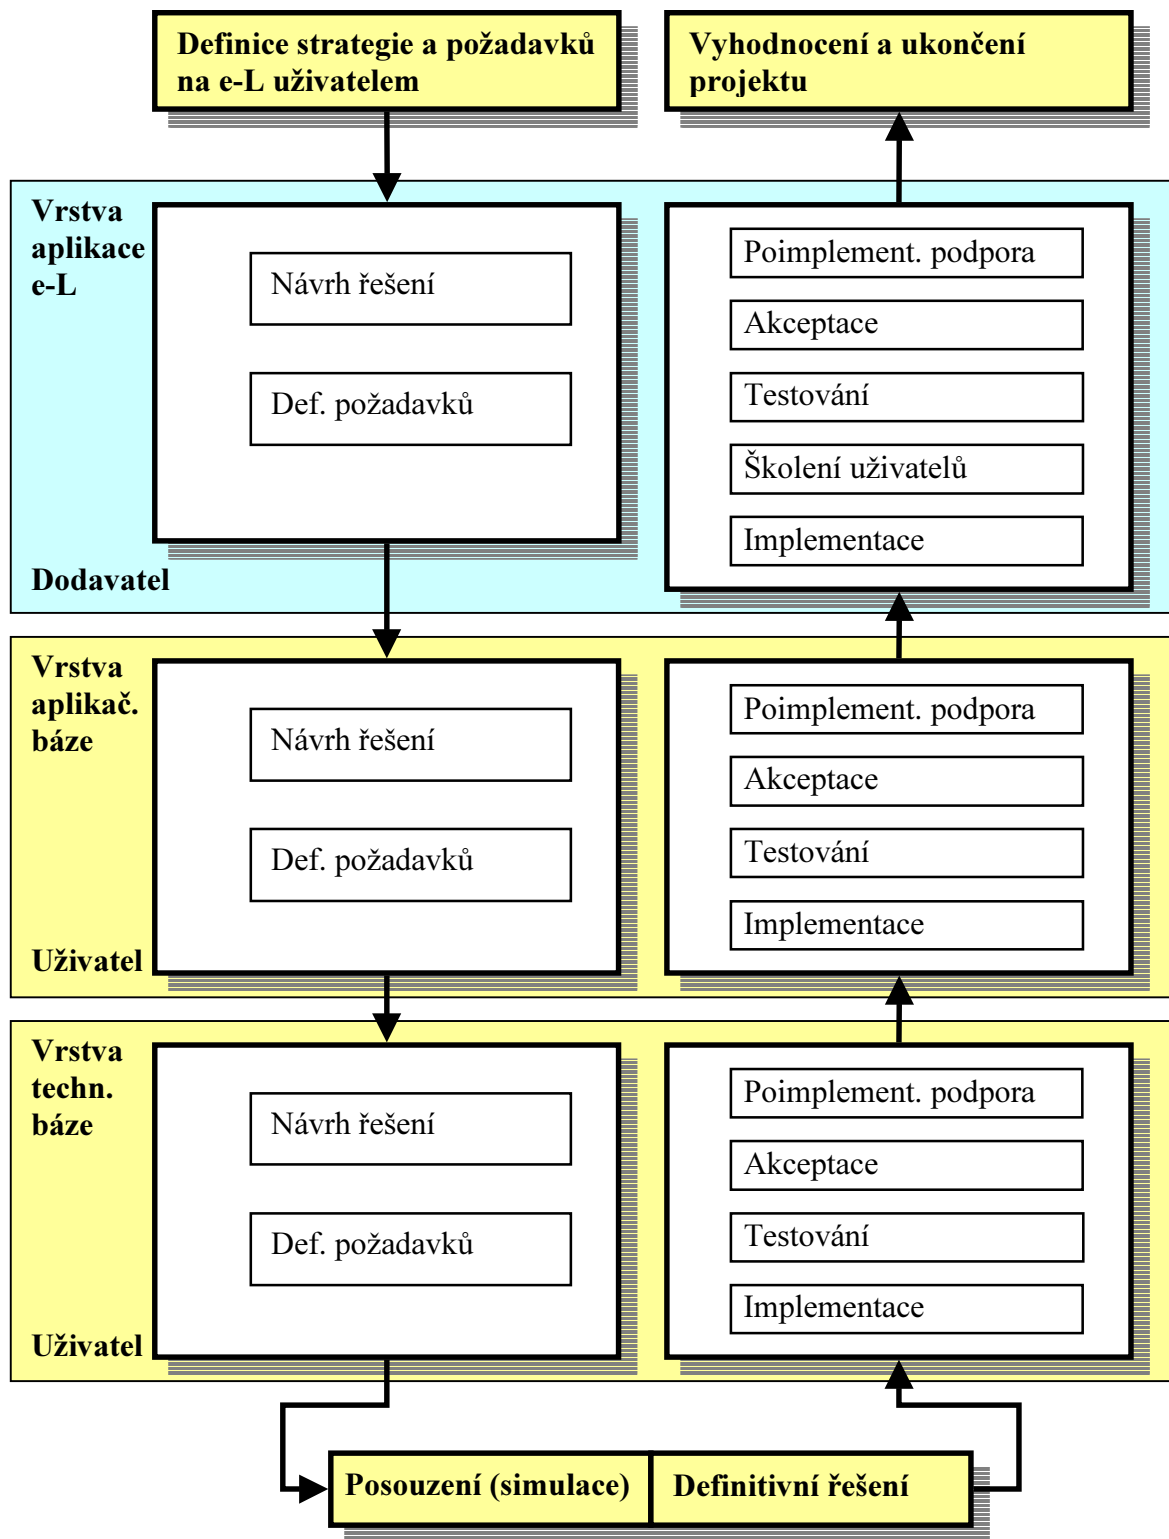 Definice strategie a požadavků
na e-L uživatelem
Vyhodnocení a ukončení
projektu
Vrstva
aplikace
e-L
Návrh řešení
Def. požadavků
Dodavatel
Poimplement. podpora
Akceptace
Testování
Školení uživatelů
Implementace
Vrstva
aplikač.
báze
Návrh řešení
Def. požadavků
Uživatel
Poimplement. podpora
Akceptace
Testování
Implementace
Vrstva
techn.
báze
Návrh řešení
Def. požadavků
Uživatel
Poimplement. podpora
Akceptace
Testování
Implementace
Posouzení (simulace)
Definitivní řešení